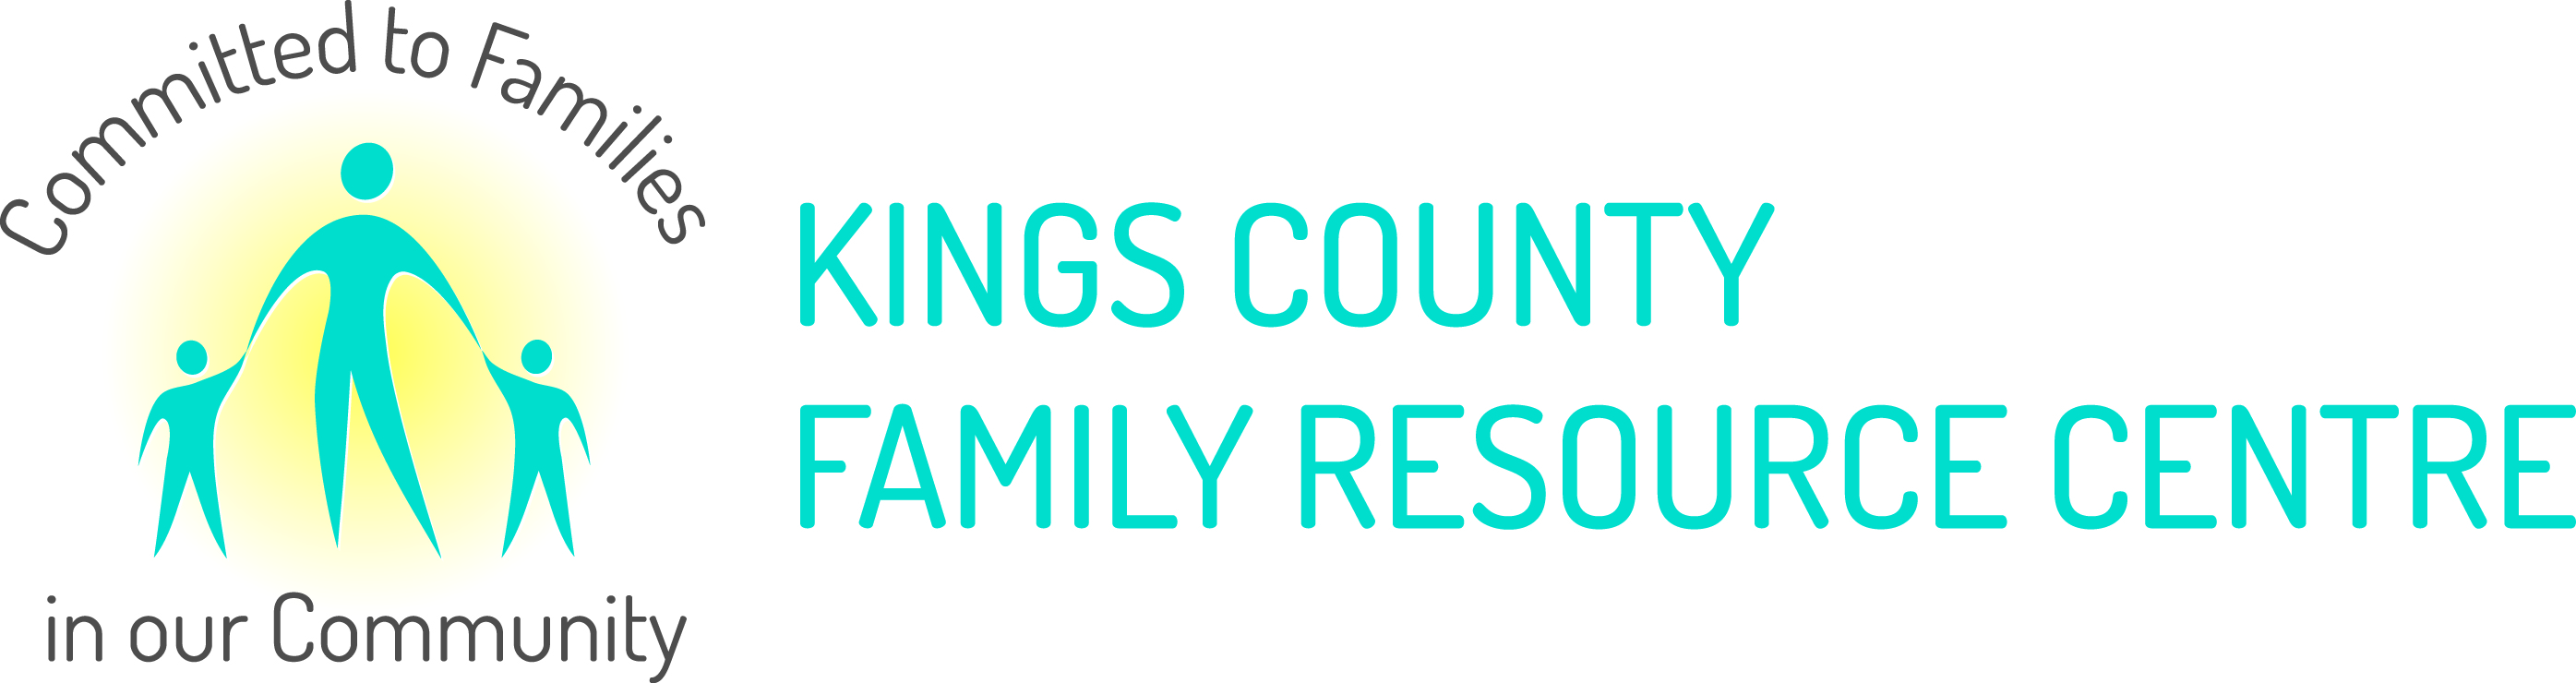 Committed to Families
in our Community
KINGS COUNTY
FAMILY RESOURCE CENTRE